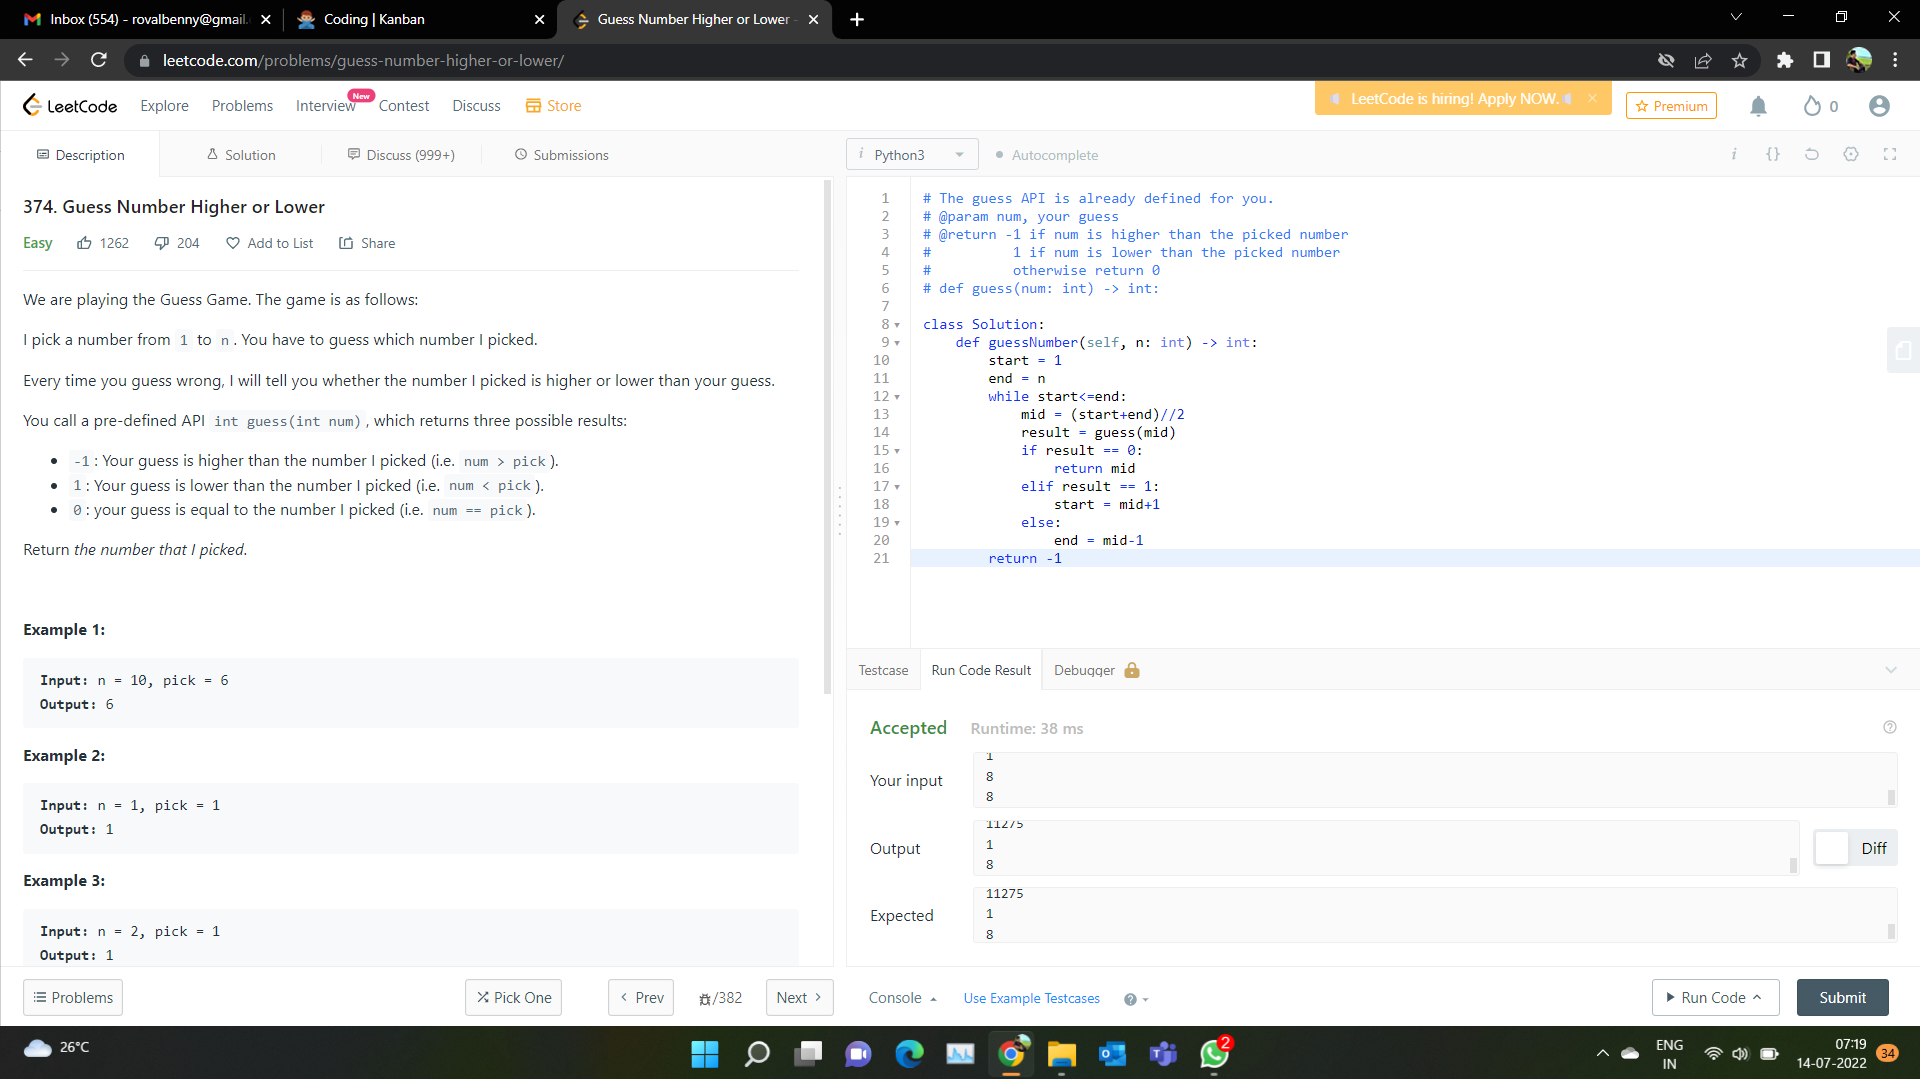 Inbox (554) - rovalbenny@gmail.
Coding | Kanban
Guess Number Higher or Lower -
leetcode.com/problems/guess-number-higher-or-lower/
LeetCode Explore Problems Interview New Contest Discuss Store
LeetCode is hiring! Apply NOW.
Premium
0
Description Solution Discuss (999+) Submissions
374. Guess Number Higher or Lower
Easy 1262 204 Add to List Share
We are playing the Guess Game. The game is as follows:
I pick a number from 1 to n. You have to guess which number I picked.
Every time you guess wrong, I will tell you whether the number I picked is higher or lower than your guess.
You call a pre-defined API int guess(int num), which returns three possible results:
• -1: Your guess is higher than the number I picked (i.e. num > pick).
• 1: Your guess is lower than the number I picked (i.e. num < pick).
• 0: your guess is equal to the number I picked (i.e. num == pick).
Return the number that I picked.
Example 1:
Input: n = 10, pick = 6
Output: 6
Example 2:
Input: n = 1, pick = 1
Output: 1
Example 3:
Input: n = 2, pick = 1
Output: 1
Problems Pick One < Prev /382 Next >
i Python3 Autocomplete i {}
1 # The guess API is already defined for you.
2 # @param num, your guess
3 # @return -1 if num is higher than the picked number
4 #          1 if num is lower than the picked number
5 #          otherwise return 0
6 # def guess(num: int) -> int:
7
8 class Solution:
9     def guessNumber(self, n: int) -> int:
10         start = 1
11         end = n
12         while start<=end:
13             mid = (start+end)//2
14             result = guess(mid)
15             if result == 0:
16                 return mid
17             elif result == 1:
18                 start = mid+1
19             else:
20                 end = mid-1
21         return -1
Testcase Run Code Result Debugger
Accepted Runtime: 38 ms
Your input
1
8
8
Output
11275
1
8
Diff
Expected
11275
1
8
Console Use Example Testcases
Run Code Submit
26°C
2
ENG
IN
07:19
14-07-2022
34